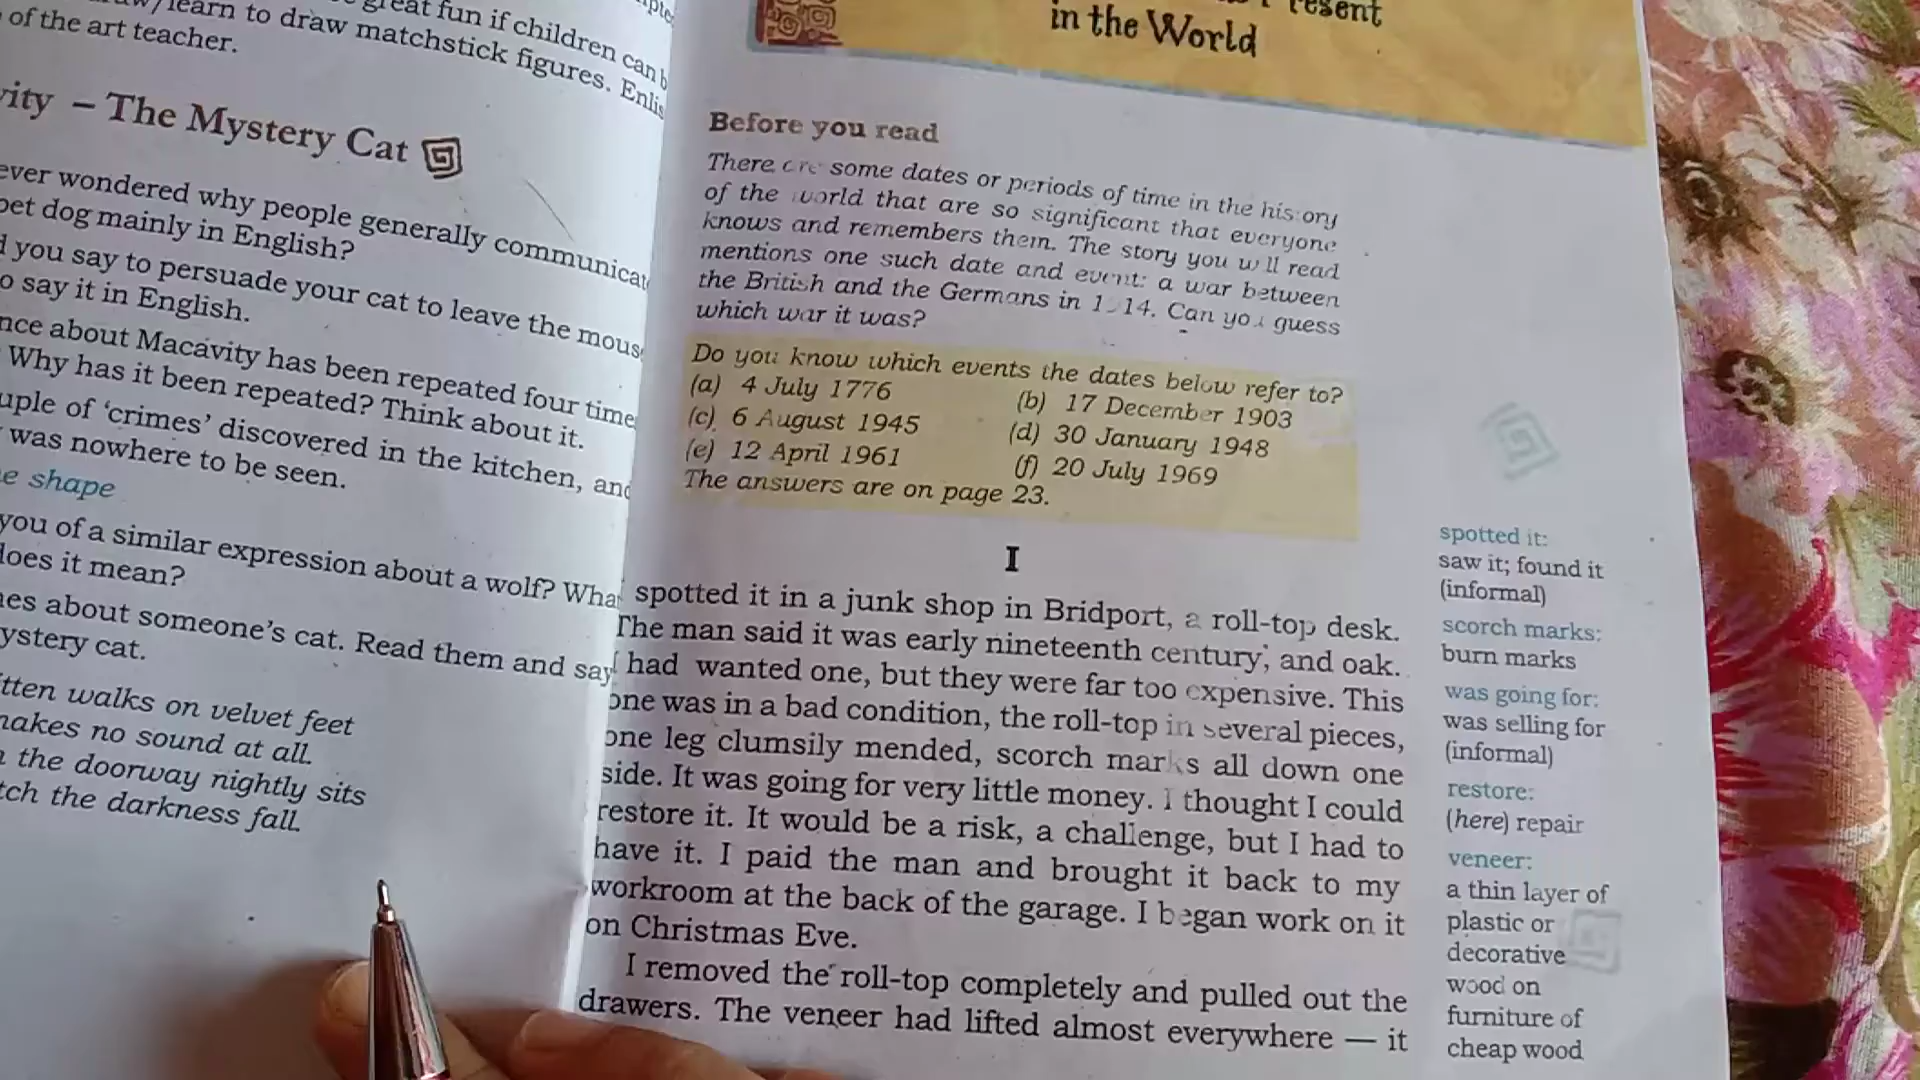 great fun if children can b
learn to draw matchstick figures. Enlis
of the art teacher.
vity – The Mystery Cat
ever wondered why people generally communicat
pet dog mainly in English?
d you say to persuade your cat to leave the mous
o say it in English.
nce about Macavity has been repeated four time
Why has it been repeated? Think about it.
uple of ‘crimes’ discovered in the kitchen, and
was nowhere to be seen.
e shape
you of a similar expression about a wolf? Wha
does it mean?
nes about someone’s cat. Read them and say
ystery cat.
itten walks on velvet feet
makes no sound at all.
the doorway nightly sits
tch the darkness fall.
resent
in the World
Before you read
There are some dates or periods of time in the history
of the world that are so significant that everyone
knows and remembers them. The story you will read
mentions one such date and event: a war between
the British and the Germans in 1914. Can you guess
which war it was?
Do you know which events the dates below refer to?
(a) 4 July 1776 (b) 17 December 1903
(c) 6 August 1945 (d) 30 January 1948
(e) 12 April 1961 (f) 20 July 1969
The answers are on page 23.
I
spotted it in a junk shop in Bridport, a roll-top desk.
The man said it was early nineteenth century, and oak.
I had wanted one, but they were far too expensive. This
one was in a bad condition, the roll-top in several pieces,
one leg clumsily mended, scorch marks all down one
side. It was going for very little money. I thought I could
restore it. It would be a risk, a challenge, but I had to
have it. I paid the man and brought it back to my
workroom at the back of the garage. I began work on it
on Christmas Eve.
I removed the roll-top completely and pulled out the
drawers. The veneer had lifted almost everywhere — it
spotted it:
saw it; found it
(informal)
scorch marks:
burn marks
was going for:
was selling for
(informal)
restore:
(here) repair
veneer:
a thin layer of
plastic or
decorative
wood on
furniture of
cheap wood